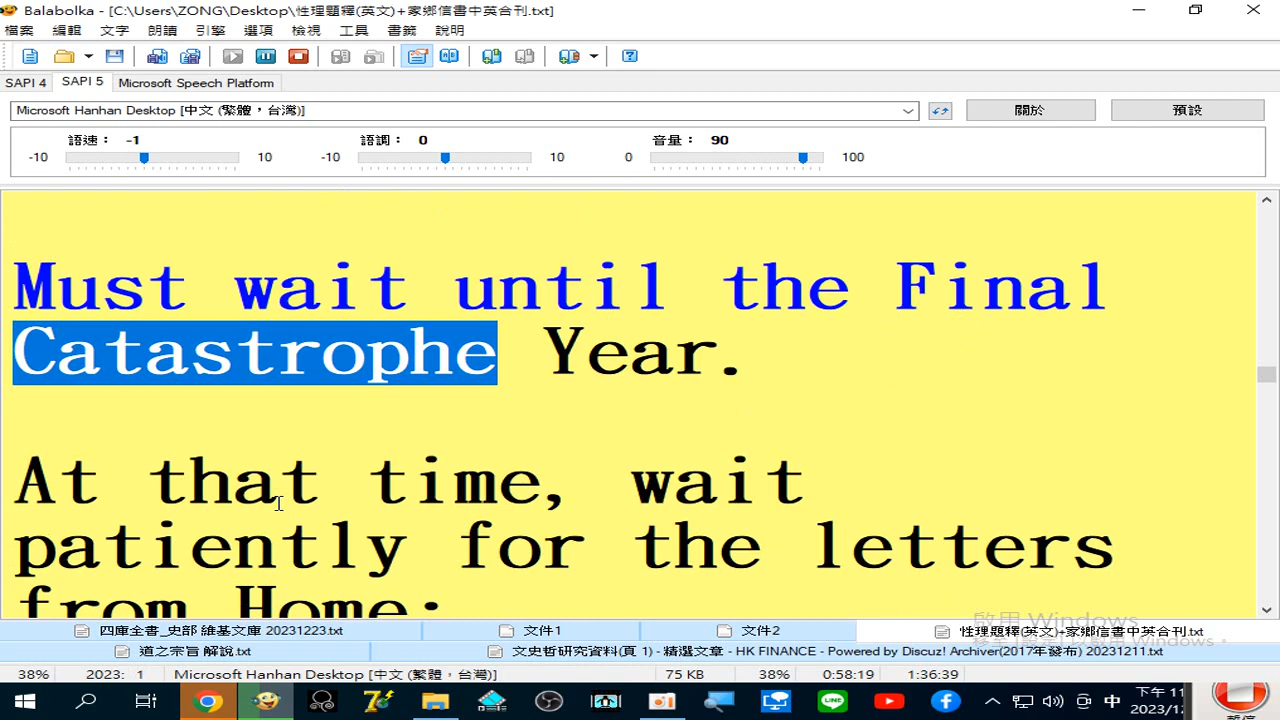 Balabolka - [C:\Users\ZONG\Desktop\性理題釋(英文)+家鄉信書中英合刊.txt]
檔案 編輯 文字 朗讀 引擎 選項 檢視 工具 書籤 說明
SAPI 4 SAPI 5 Microsoft Speech Platform
Microsoft Hanhan Desktop [中文 (繁體，台灣)] 關於 預設
語速： -1 語調： 0 音量： 90
-10 10 -10 10 0 100
Must wait until the Final
Catastrophe Year.
At that time, wait
patiently for the letters
from Home:
啟用 Windows
四庫全書_史部 維基文庫 20231223.txt 文件1 文件2 性理題釋(英文)+家鄉信書中英合刊.txt
道之宗旨 解說.txt 文史哲研究資料(頁 1) - 精選文章 - HK FINANCE - Powered by Discuz! Archiver(2017年發布) 20231211.txt
38% 2023: 1 Microsoft Hanhan Desktop [中文 (繁體，台灣)] 75 KB 38% 0:58:19 1:36:39
中 下午 11
2023/12